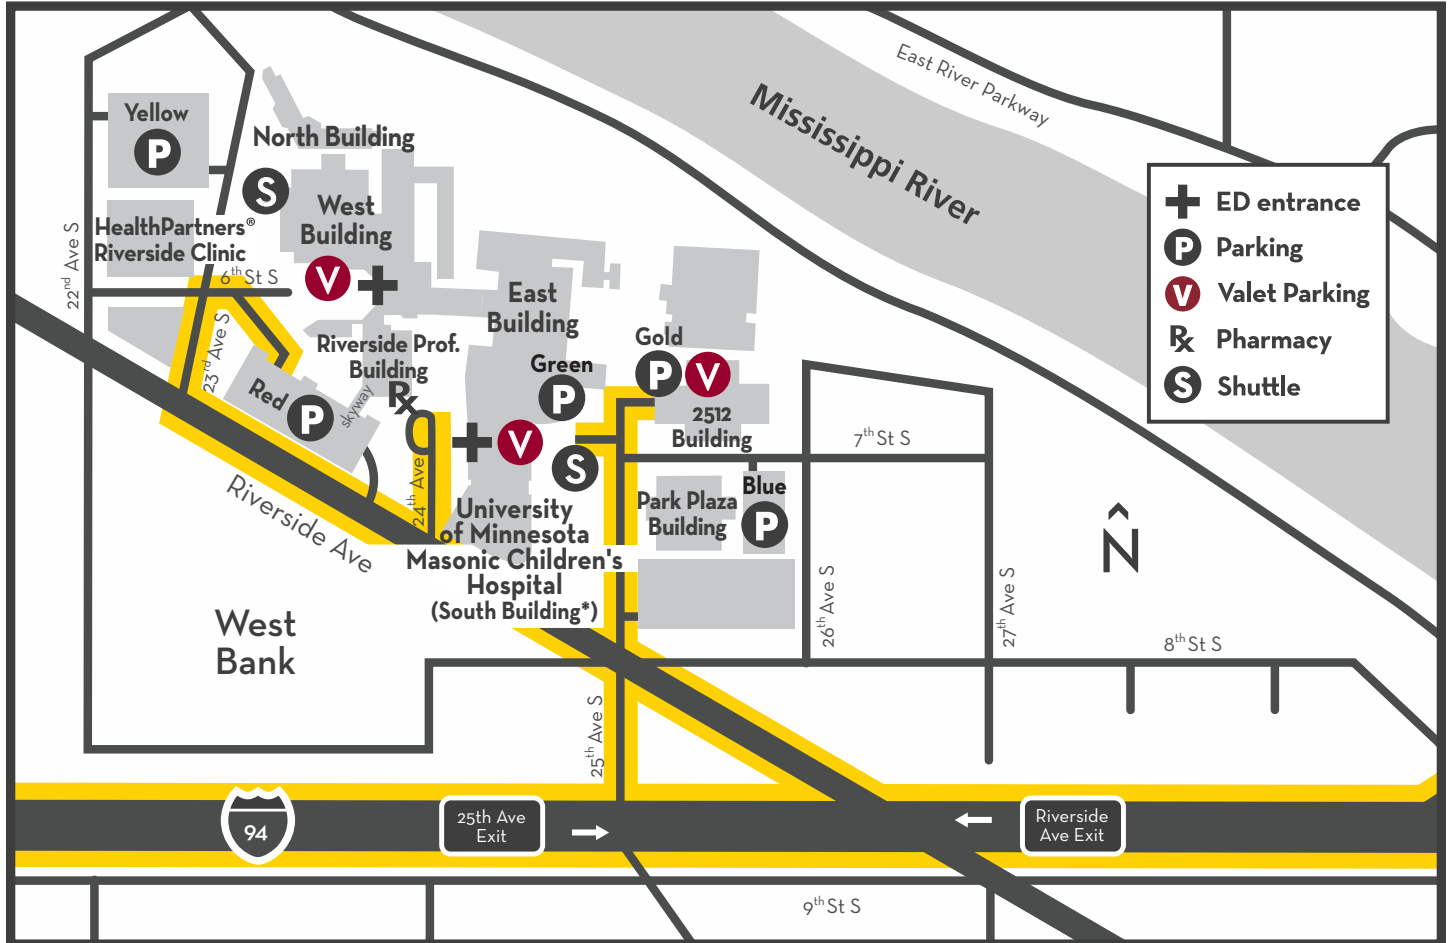 East River Parkway
Mississippi River
Yellow
P
North Building
S
West
Building
HealthPartners®
Riverside Clinic
22nd Ave S
6th St S
V
East
Building
23rd Ave S
Riverside Prof.
Building
Rx
skyway
Red
P
Green
P
Gold
P
V
2512
Building
V
S
24th Ave
7th St S
Park Plaza
Building
Blue
P
University
of Minnesota
Masonic Children's
Hospital
(South Building*)
Riverside Ave
West
Bank
N
26th Ave S
27th Ave S
8th St S
25th Ave S
94
25th Ave
Exit
Riverside
Ave Exit
9th St S
ED entrance
P Parking
V Valet Parking
Rx Pharmacy
S Shuttle